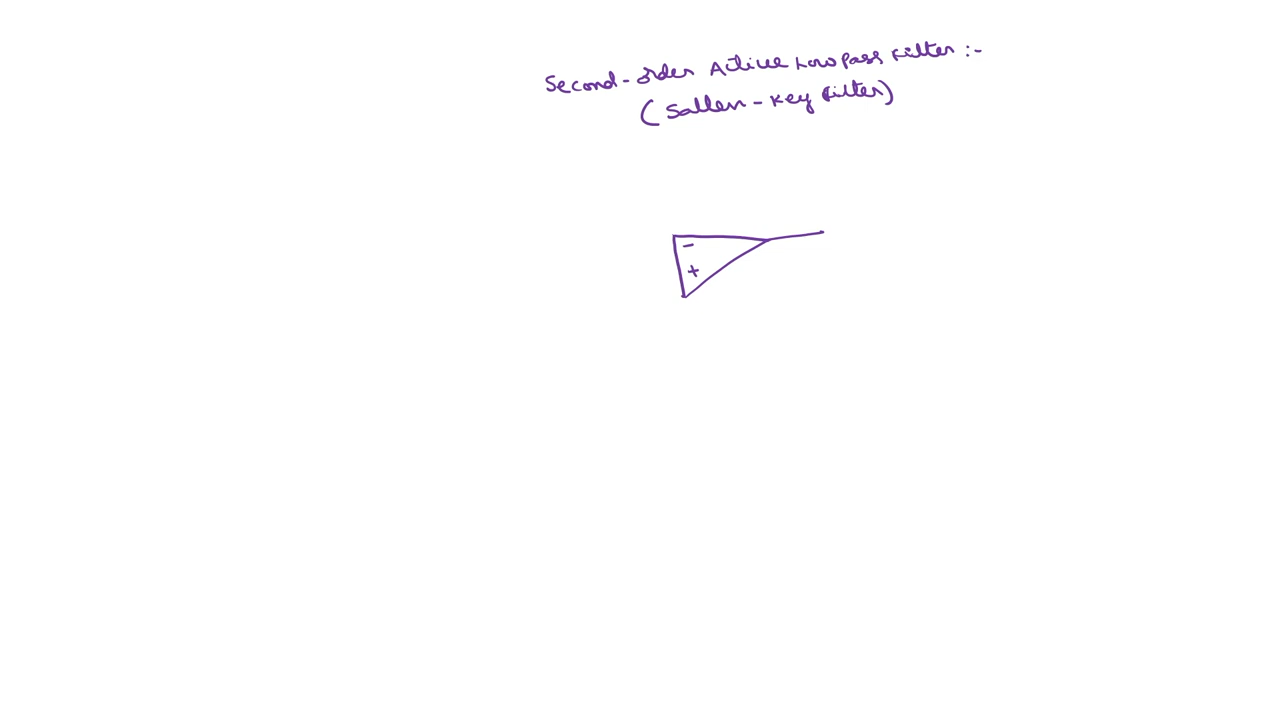 Second-order Active Low Pass Filter :-
(Sallen - Key Filter)
-
+